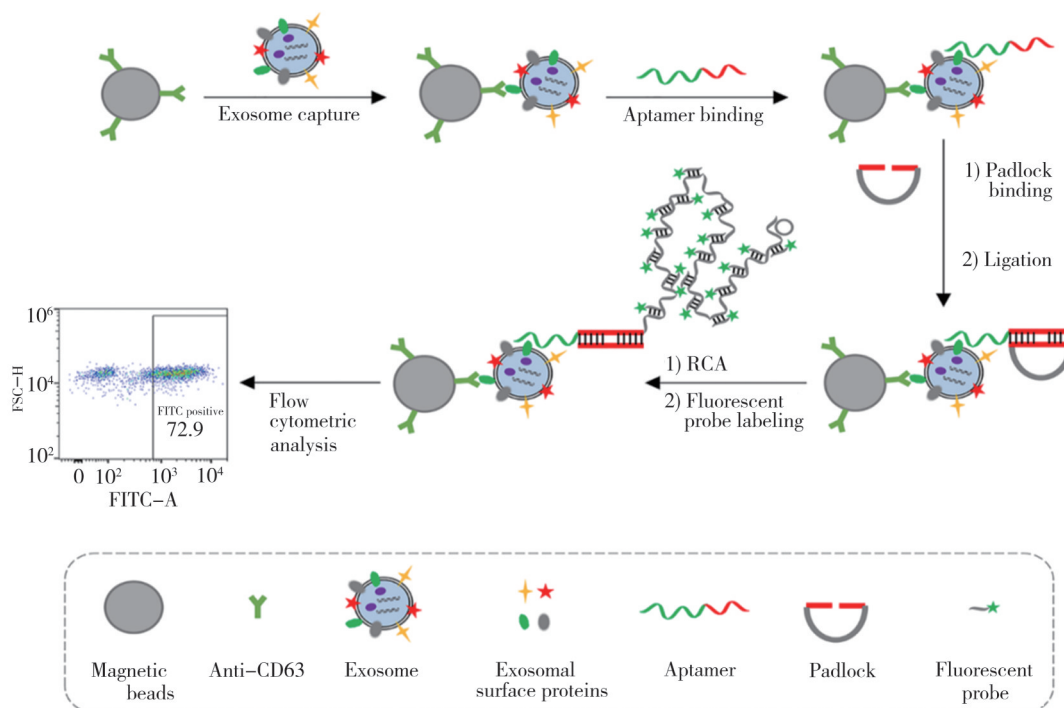 Exosome capture
Aptamer binding
1) Padlock
binding
2) Ligation
1) RCA
2) Fluorescent
probe labeling
Flow
cytometric
analysis
10⁶
10⁴
10²
FSC-H
FITC positive
72.9
0 10² 10³ 10⁴
FITC-A
Magnetic
beads
Anti-CD63
Exosome
Exosomal
surface proteins
Aptamer
Padlock
Fluorescent
probe